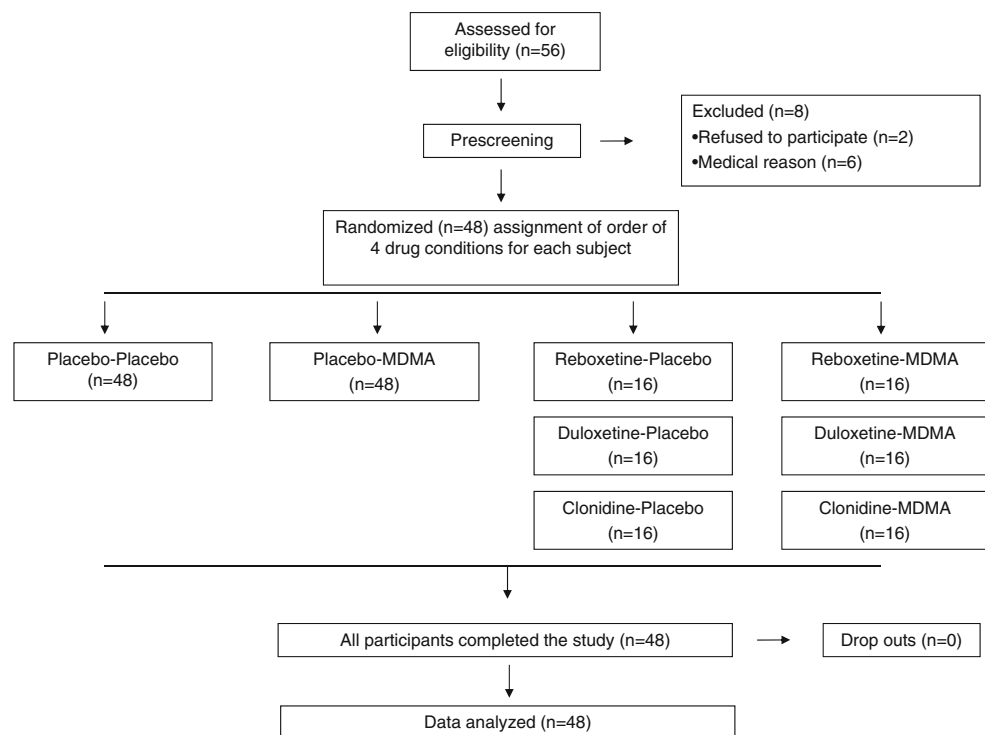 Assessed for
eligibility (n=56)
Prescreening
Excluded (n=8)
•Refused to participate (n=2)
•Medical reason (n=6)
Randomized (n=48) assignment of order of
4 drug conditions for each subject
Placebo-Placebo
(n=48)
Placebo-MDMA
(n=48)
Reboxetine-Placebo
(n=16)
Reboxetine-MDMA
(n=16)
Duloxetine-Placebo
(n=16)
Duloxetine-MDMA
(n=16)
Clonidine-Placebo
(n=16)
Clonidine-MDMA
(n=16)
All participants completed the study (n=48)
Drop outs (n=0)
Data analyzed (n=48)